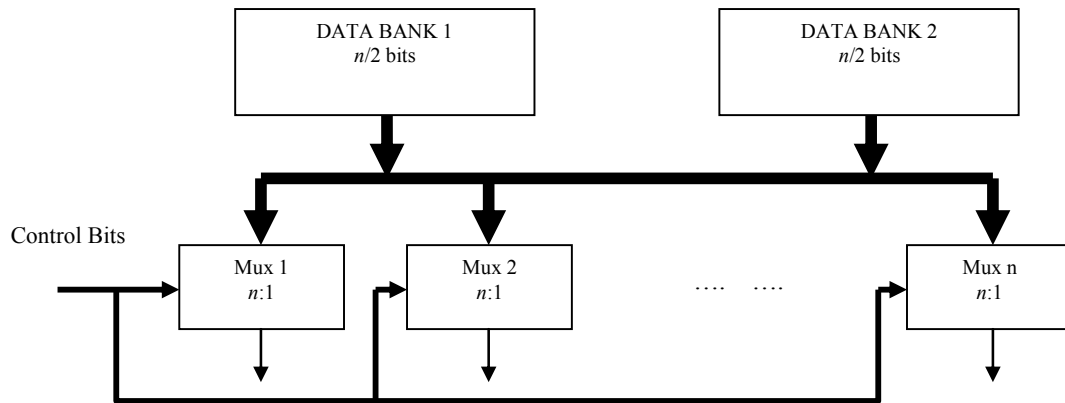 DATA BANK 1
n/2 bits
DATA BANK 2
n/2 bits
Control Bits
Mux 1
n:1
Mux 2
n:1
.... ....
Mux n
n:1